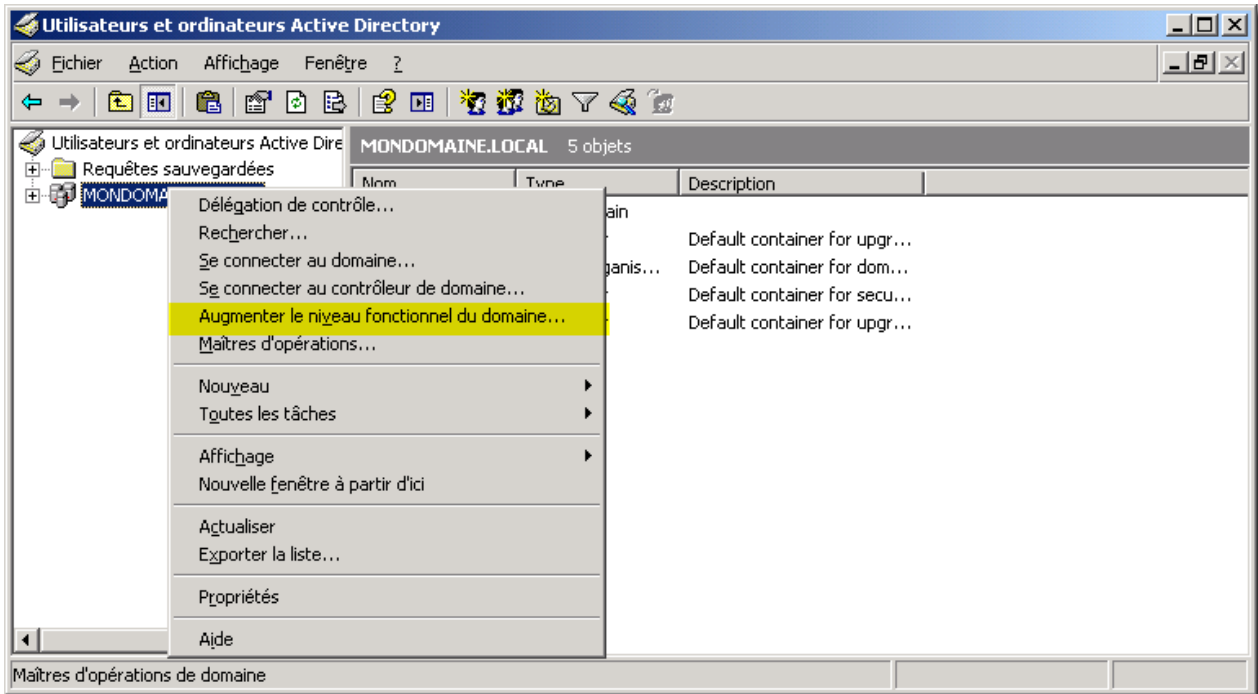 Utilisateurs et ordinateurs Active Directory
Fichier Action Affichage Fenêtre ?
Utilisateurs et ordinateurs Active Dire
Requêtes sauvegardées
MONDOMA
MONDOMAINE.LOCAL 5 objets
Nom Type Description
ain
Default container for upgr...
ganis... Default container for dom...
Default container for secu...
Default container for upgr...
Délégation de contrôle...
Rechercher...
Se connecter au domaine...
Se connecter au contrôleur de domaine...
Augmenter le niveau fonctionnel du domaine...
Maîtres d'opérations...
Nouveau
Toutes les tâches
Affichage
Nouvelle fenêtre à partir d'ici
Actualiser
Exporter la liste...
Propriétés
Aide
Maîtres d'opérations de domaine